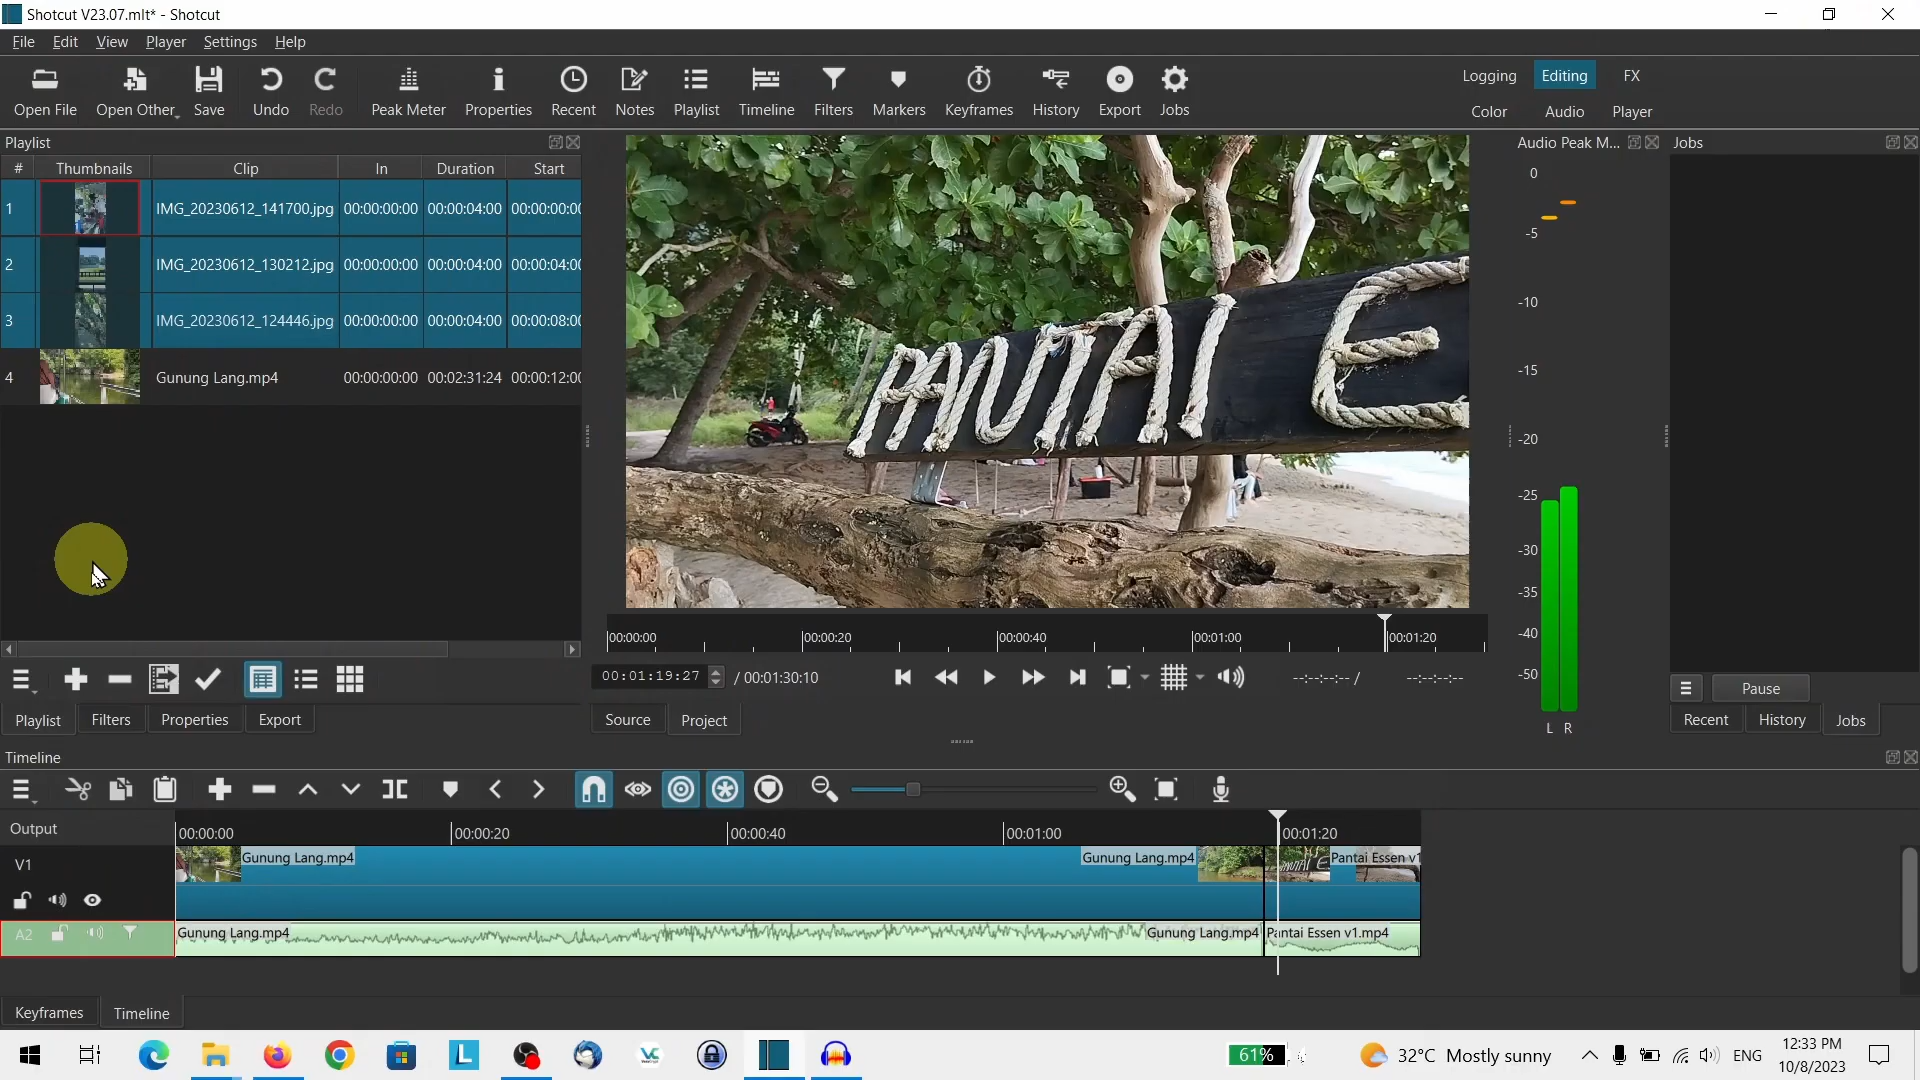 Shotcut V23.07.mlt* - Shotcut
File Edit View Player Settings Help
Open File Open Other Save Undo Redo Peak Meter Properties Recent Notes Playlist Timeline Filters Markers Keyframes History Export Jobs
Logging Editing FX
Color Audio Player
Playlist
# Thumbnails Clip In Duration Start
1 IMG_20230612_141700.jpg 00:00:00:00 00:00:04:00 00:00:00:00
2 IMG_20230612_130212.jpg 00:00:00:00 00:00:04:00 00:00:04:00
3 IMG_20230612_124446.jpg 00:00:00:00 00:00:04:00 00:00:08:00
4 Gunung Lang.mp4 00:00:00:00 00:02:31:24 00:00:12:00
Playlist Filters Properties Export
PANTAI E
00:00:00 00:00:20 00:00:40 00:01:00 00:01:20
00:01:19:27 / 00:01:30:10 --:--:--:-- / --:--:--:--
Source Project
Audio Peak M...
0
-5
-10
-15
-20
-25
-30
-35
-40
-50
L R
Jobs
Pause
Recent History Jobs
Timeline
Output
00:00:00 00:00:20 00:00:40 00:01:00 00:01:20
V1 Gunung Lang.mp4 Gunung Lang.mp4 Pantai Essen v1
A2 Gunung Lang.mp4 Gunung Lang.mp4 Pantai Essen v1.mp4
Keyframes Timeline
L VC 61% 32°C Mostly sunny ENG
12:33 PM
10/8/2023